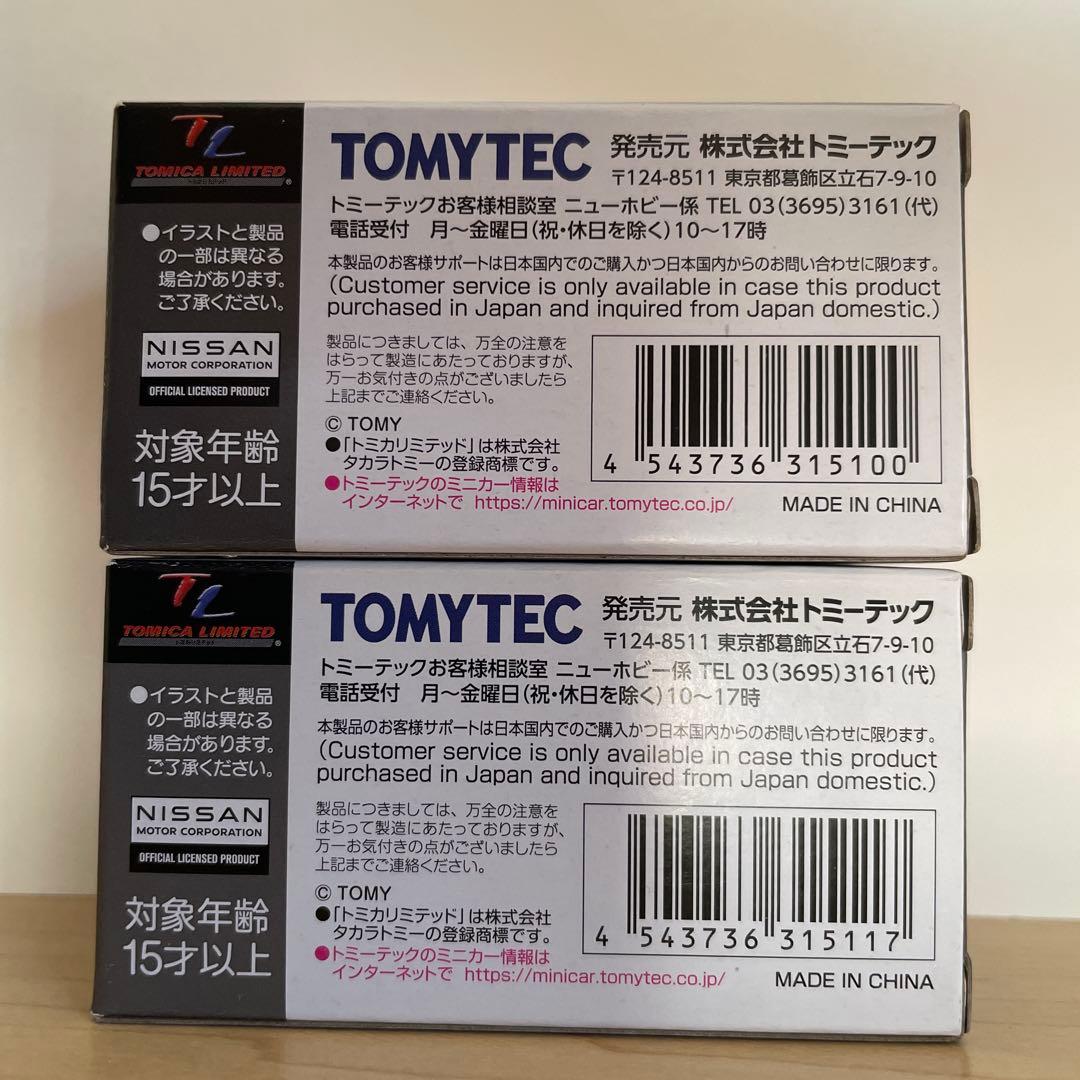 TL
TOMICA LIMITED
●イラストと製品
の一部は異なる
場合があります。
ご了承ください。
NISSAN
MOTOR CORPORATION
OFFICIAL LICENSED PRODUCT
対象年齢
15才以上
TOMYTEC 発売元 株式会社トミーテック
〒124-8511 東京都葛飾区立石7-9-10
トミーテックお客様相談室 ニューホビー係 TEL 03(3695)3161(代)
電話受付 月〜金曜日(祝・休日を除く)10〜17時
本製品のお客様サポートは日本国内でのご購入かつ日本国内からのお問い合わせに限ります。
(Customer service is only available in case this product
purchased in Japan and inquired from Japan domestic.)
製品につきましては、万全の注意を
はらって製造にあたっておりますが、
万一お気付きの点がございましたら
上記までご連絡ください。
© TOMY
●「トミカリミテッド」は株式会社
タカラトミーの登録商標です。
●トミーテックのミニカー情報は
インターネットで https://minicar.tomytec.co.jp/
4 543736 315100
MADE IN CHINA
TL
TOMICA LIMITED
●イラストと製品
の一部は異なる
場合があります。
ご了承ください。
NISSAN
MOTOR CORPORATION
OFFICIAL LICENSED PRODUCT
対象年齢
15才以上
TOMYTEC 発売元 株式会社トミーテック
〒124-8511 東京都葛飾区立石7-9-10
トミーテックお客様相談室 ニューホビー係 TEL 03(3695)3161(代)
電話受付 月〜金曜日(祝・休日を除く)10〜17時
本製品のお客様サポートは日本国内でのご購入かつ日本国内からのお問い合わせに限ります。
(Customer service is only available in case this product
purchased in Japan and inquired from Japan domestic.)
製品につきましては、万全の注意を
はらって製造にあたっておりますが、
万一お気付きの点がございましたら
上記までご連絡ください。
© TOMY
●「トミカリミテッド」は株式会社
タカラトミーの登録商標です。
●トミーテックのミニカー情報は
インターネットで https://minicar.tomytec.co.jp/
4 543736 315117
MADE IN CHINA